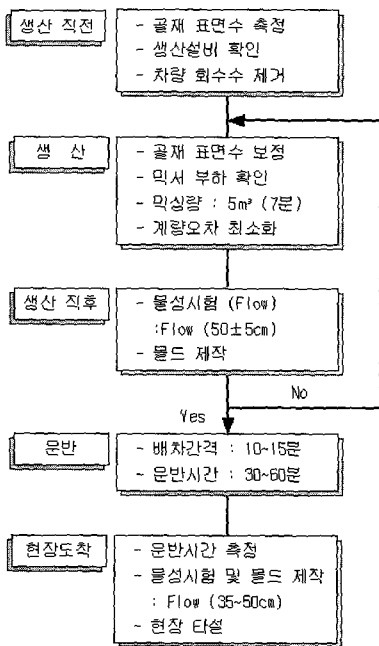 생산 직전
- 골재 표면수 측정
- 생산설비 확인
- 차량 회수수 제거
생 산
- 골재 표면수 보정
- 믹서 부하 확인
- 믹싱량 : 5m³ (7분)
- 계량오차 최소화
생산 직후
- 물성시험 (Flow)
:Flow (50±5cm)
- 몰드 제작
No
Yes
운반
- 배차간격 : 10~15분
- 운반시간 : 30~60분
현장도착
- 운반시간 측정
- 물성시험 및 몰드 제작
: Flow (35~50cm)
- 현장 타설